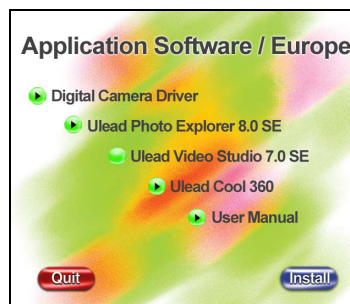 Application Software / Europe
Digital Camera Driver
Ulead Photo Explorer 8.0 SE
Ulead Video Studio 7.0 SE
Ulead Cool 360
User Manual
Quit
Install